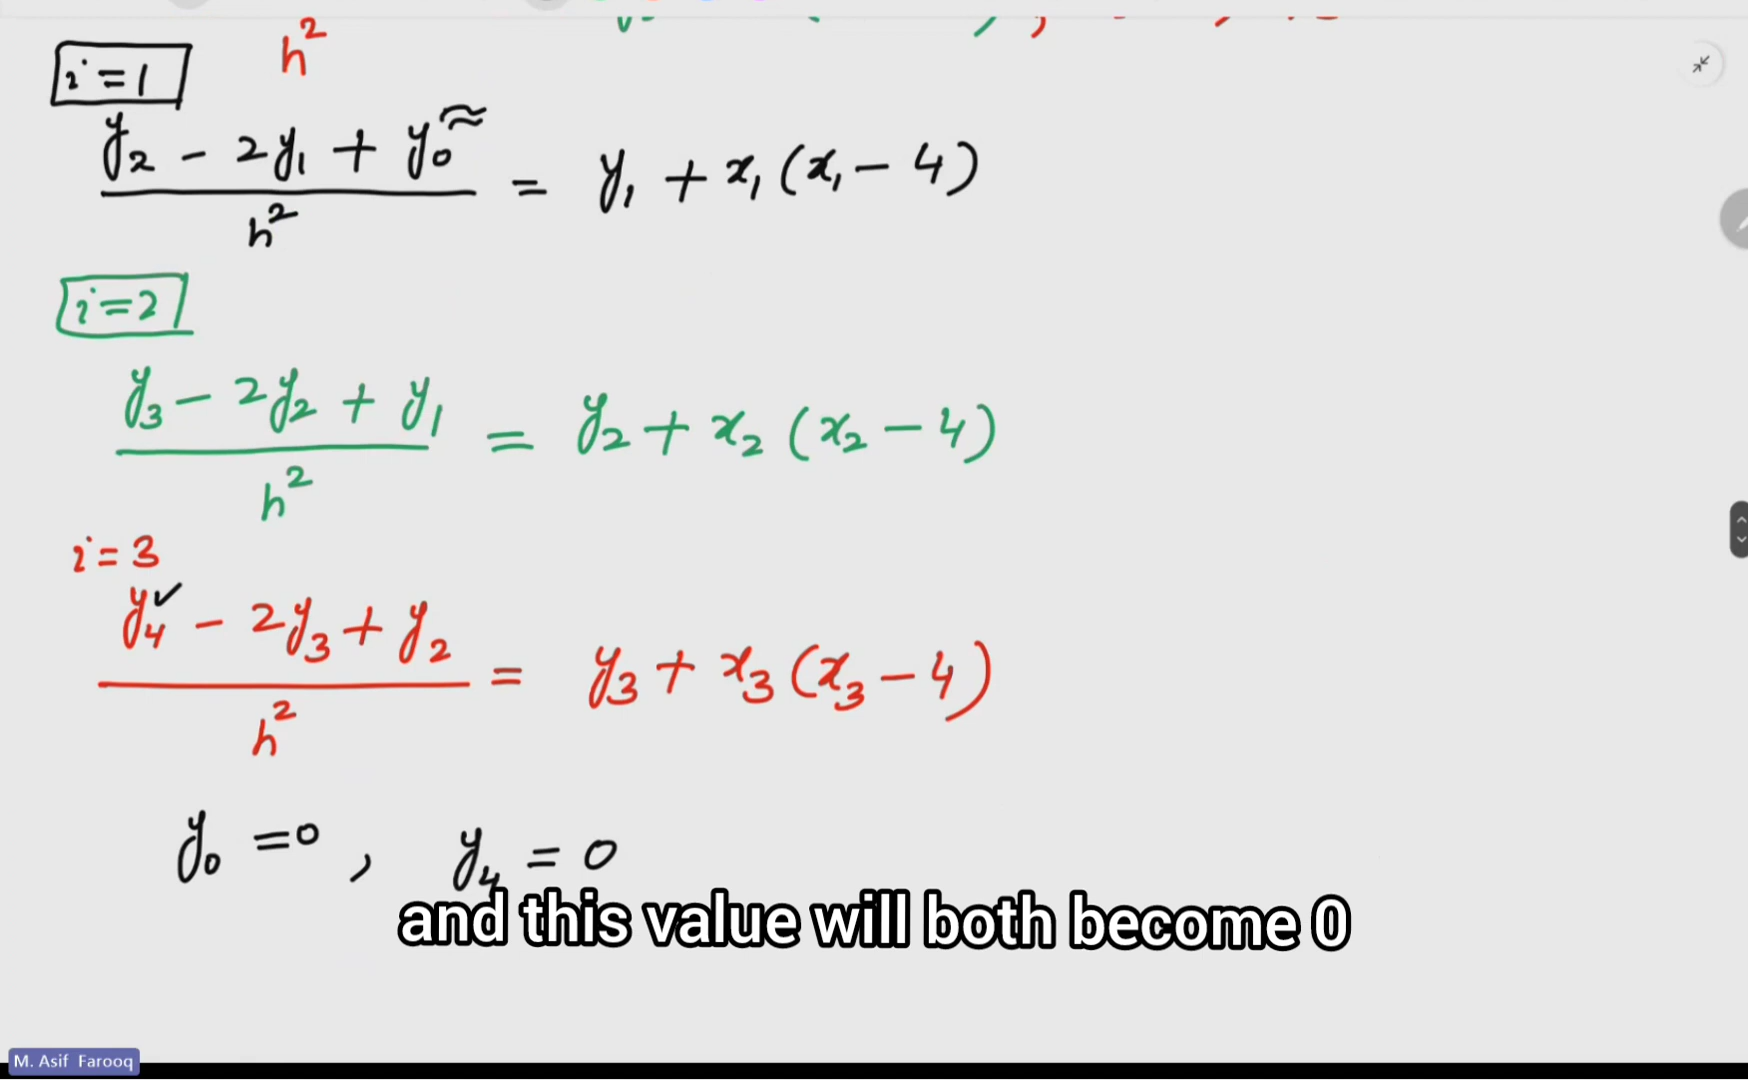 h²
i=1
(y₂ - 2y₁ + y₀)/h² = y₁ + x₁(x₁ - 4)
i=2
(y₃ - 2y₂ + y₁)/h² = y₂ + x₂(x₂ - 4)
i=3
(y₄ - 2y₃ + y₂)/h² = y₃ + x₃(x₃ - 4)
y₀ = 0, y₄ = 0
and this value will both become 0
M. Asif Farooq